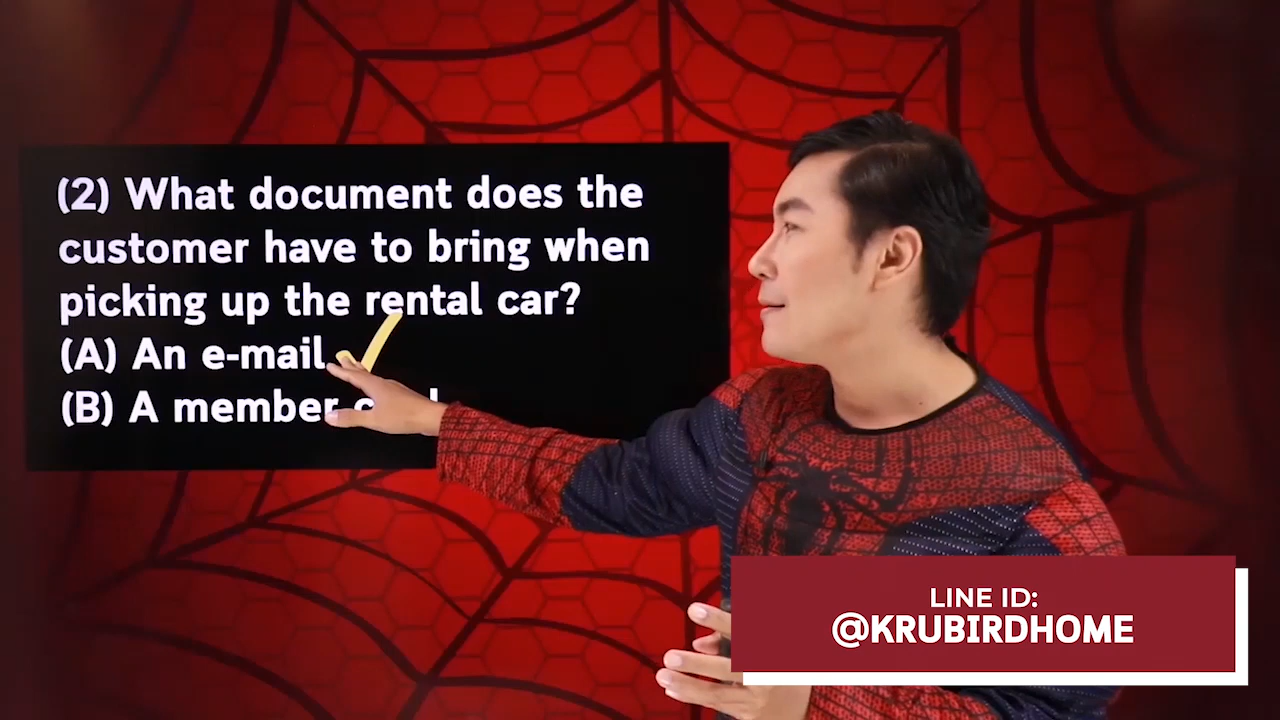 (2) What document does the
customer have to bring when
picking up the rental car?
(A) An e-mail
(B) A member
LINE ID:
@KRUBIRDHOME